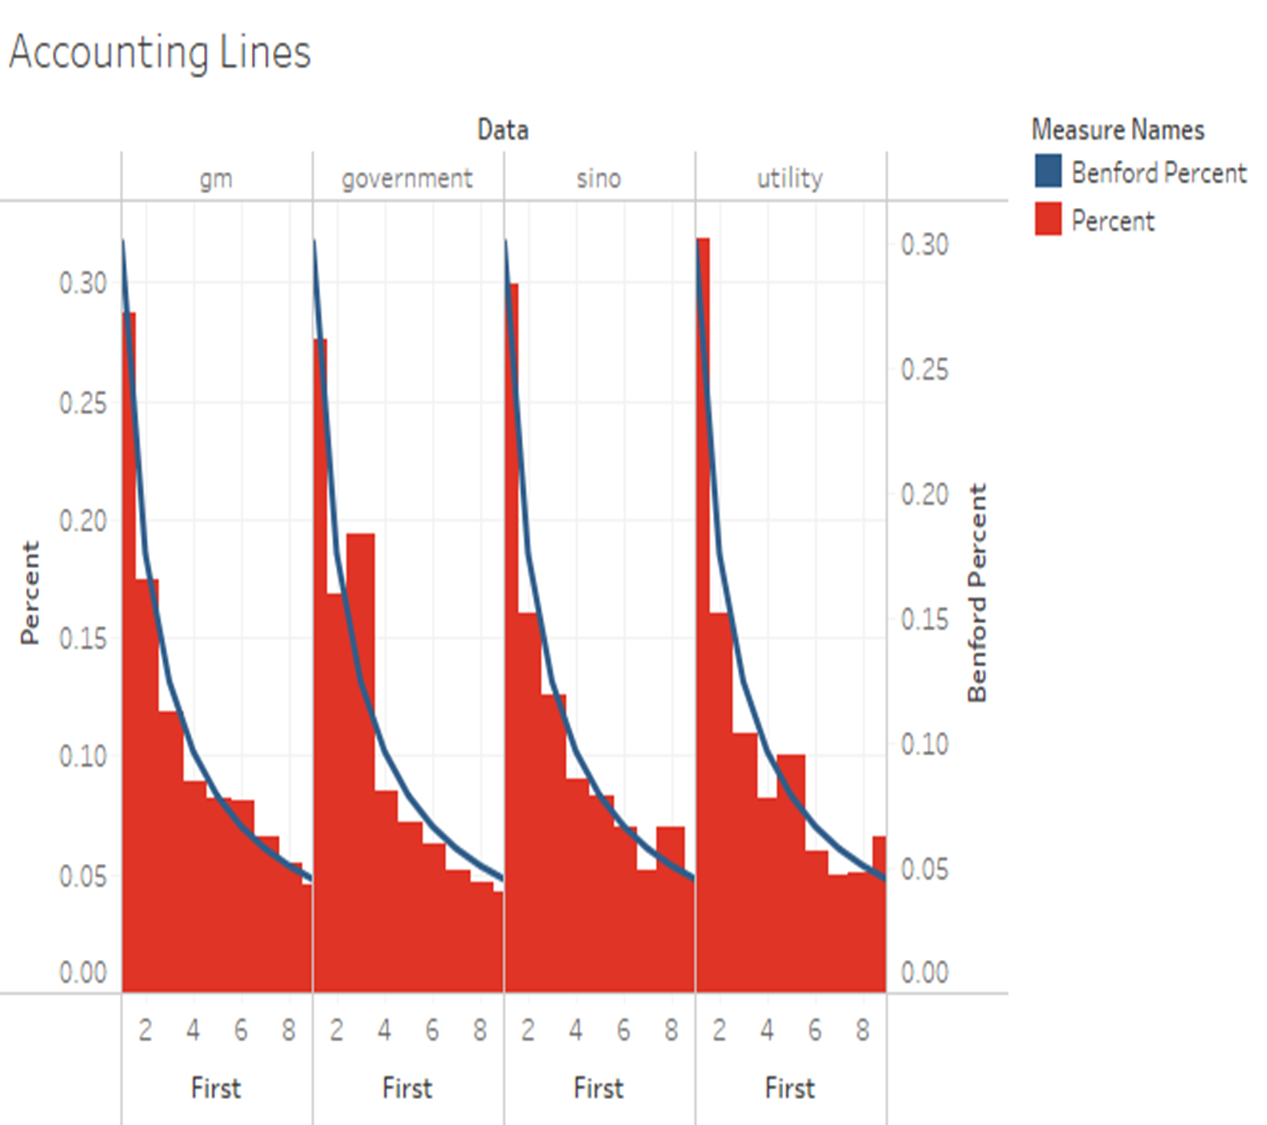 Accounting Lines
Data
Measure Names
Benford Percent
Percent
gm government sino utility
0.30 0.30
0.25 0.25
0.20 0.20
0.15 0.15
0.10 0.10
0.05 0.05
0.00 0.00
Percent
Benford Percent
2 4 6 8 2 4 6 8 2 4 6 8 2 4 6 8
First First First First